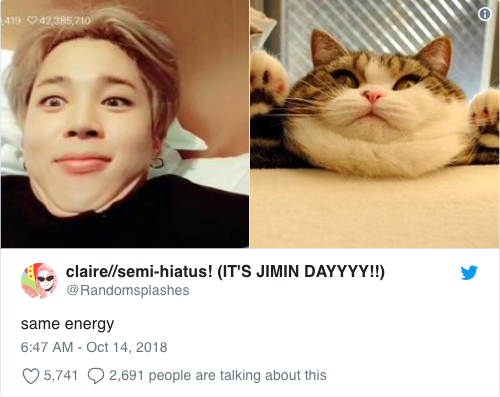 419 ♡ 42,385,710
claire//semi-hiatus! (IT'S JIMIN DAYYYY!!)
@Randomsplashes
same energy
6:47 AM - Oct 14, 2018
5,741 2,691 people are talking about this